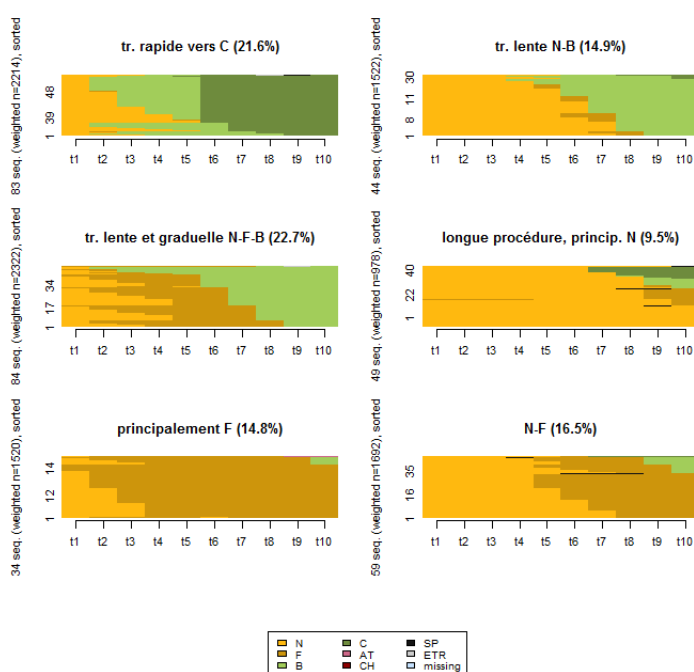 tr. rapide vers C (21.6%)
83 seq. (weighted n=2214), sorted
1 39 48
t1 t2 t3 t4 t5 t6 t7 t8 t9 t10
tr. lente N-B (14.9%)
44 seq. (weighted n=1522), sorted
1 8 11 30
t1 t2 t3 t4 t5 t6 t7 t8 t9 t10
tr. lente et graduelle N-F-B (22.7%)
84 seq. (weighted n=2322), sorted
1 17 34
t1 t2 t3 t4 t5 t6 t7 t8 t9 t10
longue procédure, princip. N (9.5%)
49 seq. (weighted n=978), sorted
1 22 40
t1 t2 t3 t4 t5 t6 t7 t8 t9 t10
principalement F (14.8%)
34 seq. (weighted n=1520), sorted
1 12 14
t1 t2 t3 t4 t5 t6 t7 t8 t9 t10
N-F (16.5%)
59 seq. (weighted n=1692), sorted
1 16 35
t1 t2 t3 t4 t5 t6 t7 t8 t9 t10
N C SP
F AT ETR
B CH missing